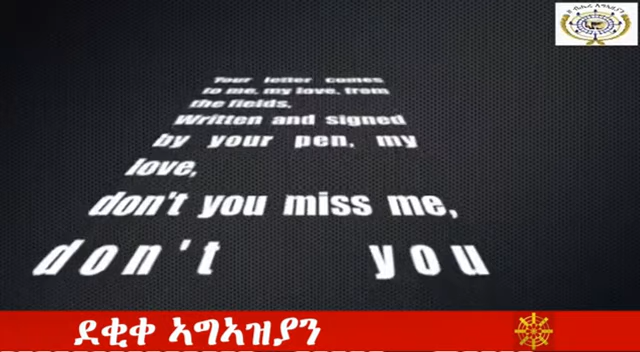 Your letter comes
to me, my love, from
the fields,
Written and signed
by your pen, my
love,
don't you miss me,
don't you
ደቂቀ ኣግኣዝያን